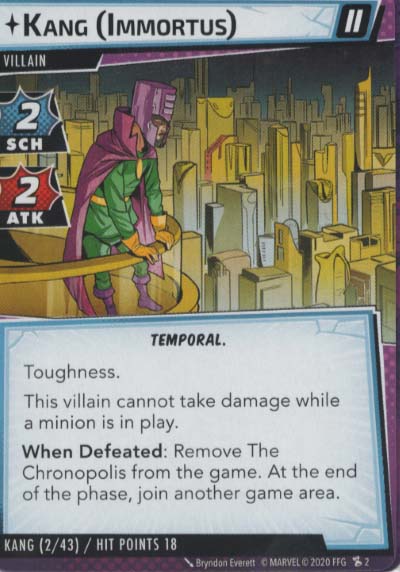 KANG (IMMORTUS)
II
VILLAIN
2
SCH
2
ATK
TEMPORAL.
Toughness.
This villain cannot take damage while
a minion is in play.
When Defeated: Remove The
Chronopolis from the game. At the end
of the phase, join another game area.
KANG (2/43) / HIT POINTS 18
Bryndon Everett © MARVEL © 2020 FFG 2